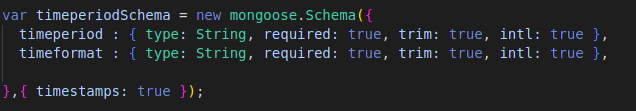 var timeperiodSchema = new mongoose.Schema({
  timeperiod : { type: String, required: true, trim: true, intl: true },
  timeformat : { type: String, required: true, trim: true, intl: true },
},{ timestamps: true });